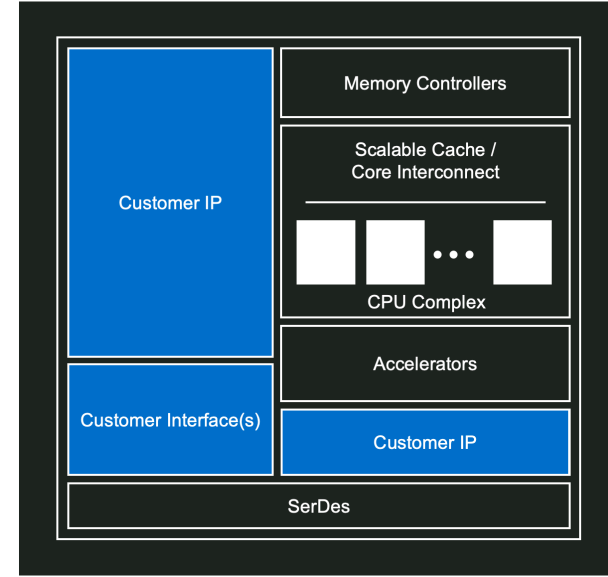 Customer IP
Customer Interface(s)
Memory Controllers
Scalable Cache /
Core Interconnect
CPU Complex
Accelerators
Customer IP
SerDes